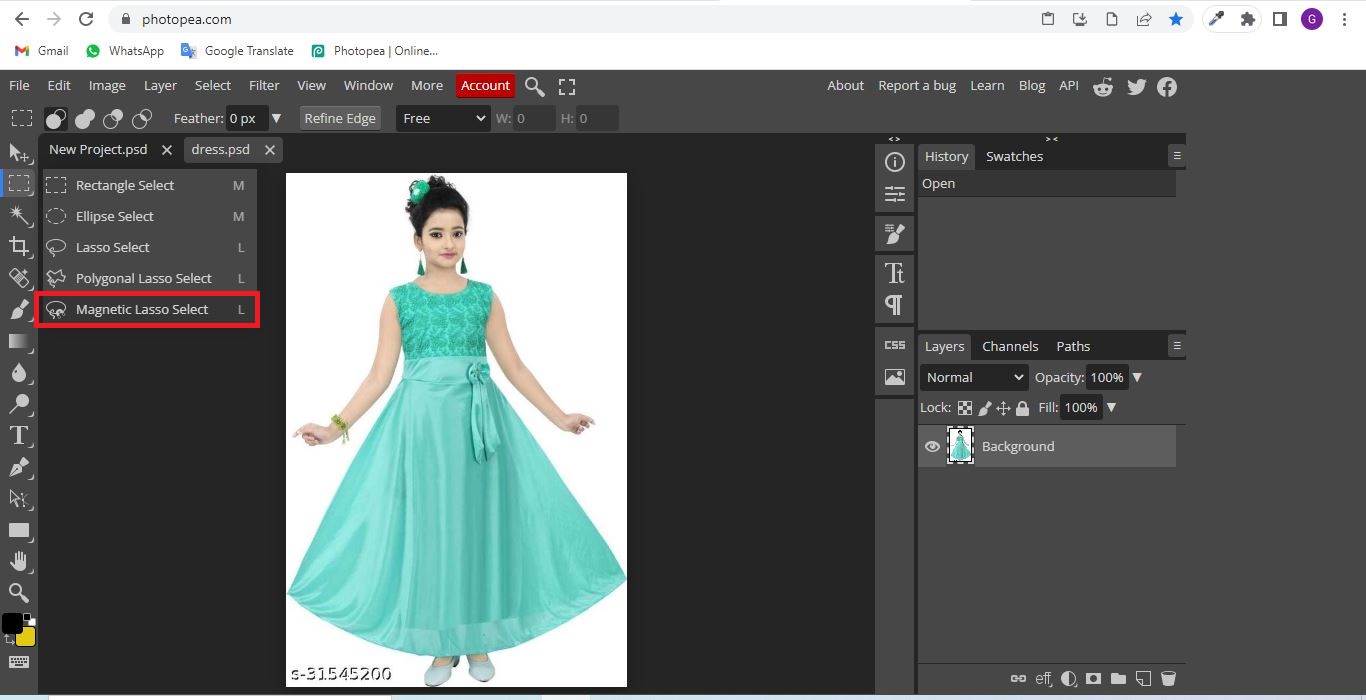 photopea.com
G
Gmail WhatsApp Google Translate Photopea | Online...
File Edit Image Layer Select Filter View Window More Account About Report a bug Learn Blog API
Feather: 0 px Refine Edge Free W: 0 H: 0
New Project.psd dress.psd
Rectangle Select M
Ellipse Select M
Lasso Select L
Polygonal Lasso Select L
Magnetic Lasso Select L
s-31545200
CSS
History Swatches
Open
Layers Channels Paths
Normal Opacity: 100%
Lock: Fill: 100%
Background
eff